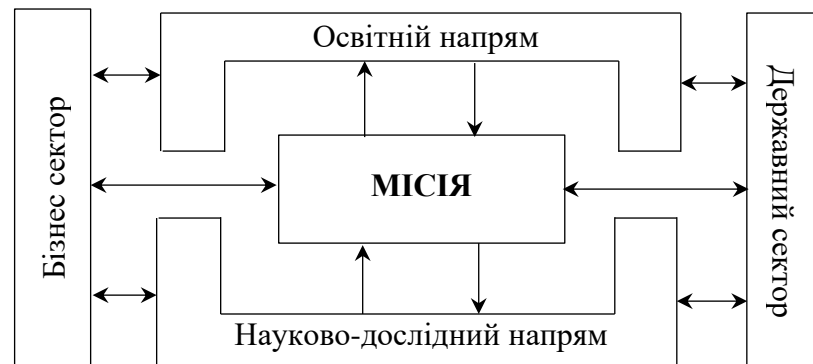 Освітній напрям
Бізнес сектор
МІСІЯ
Державний сектор
Науково-дослідний напрям